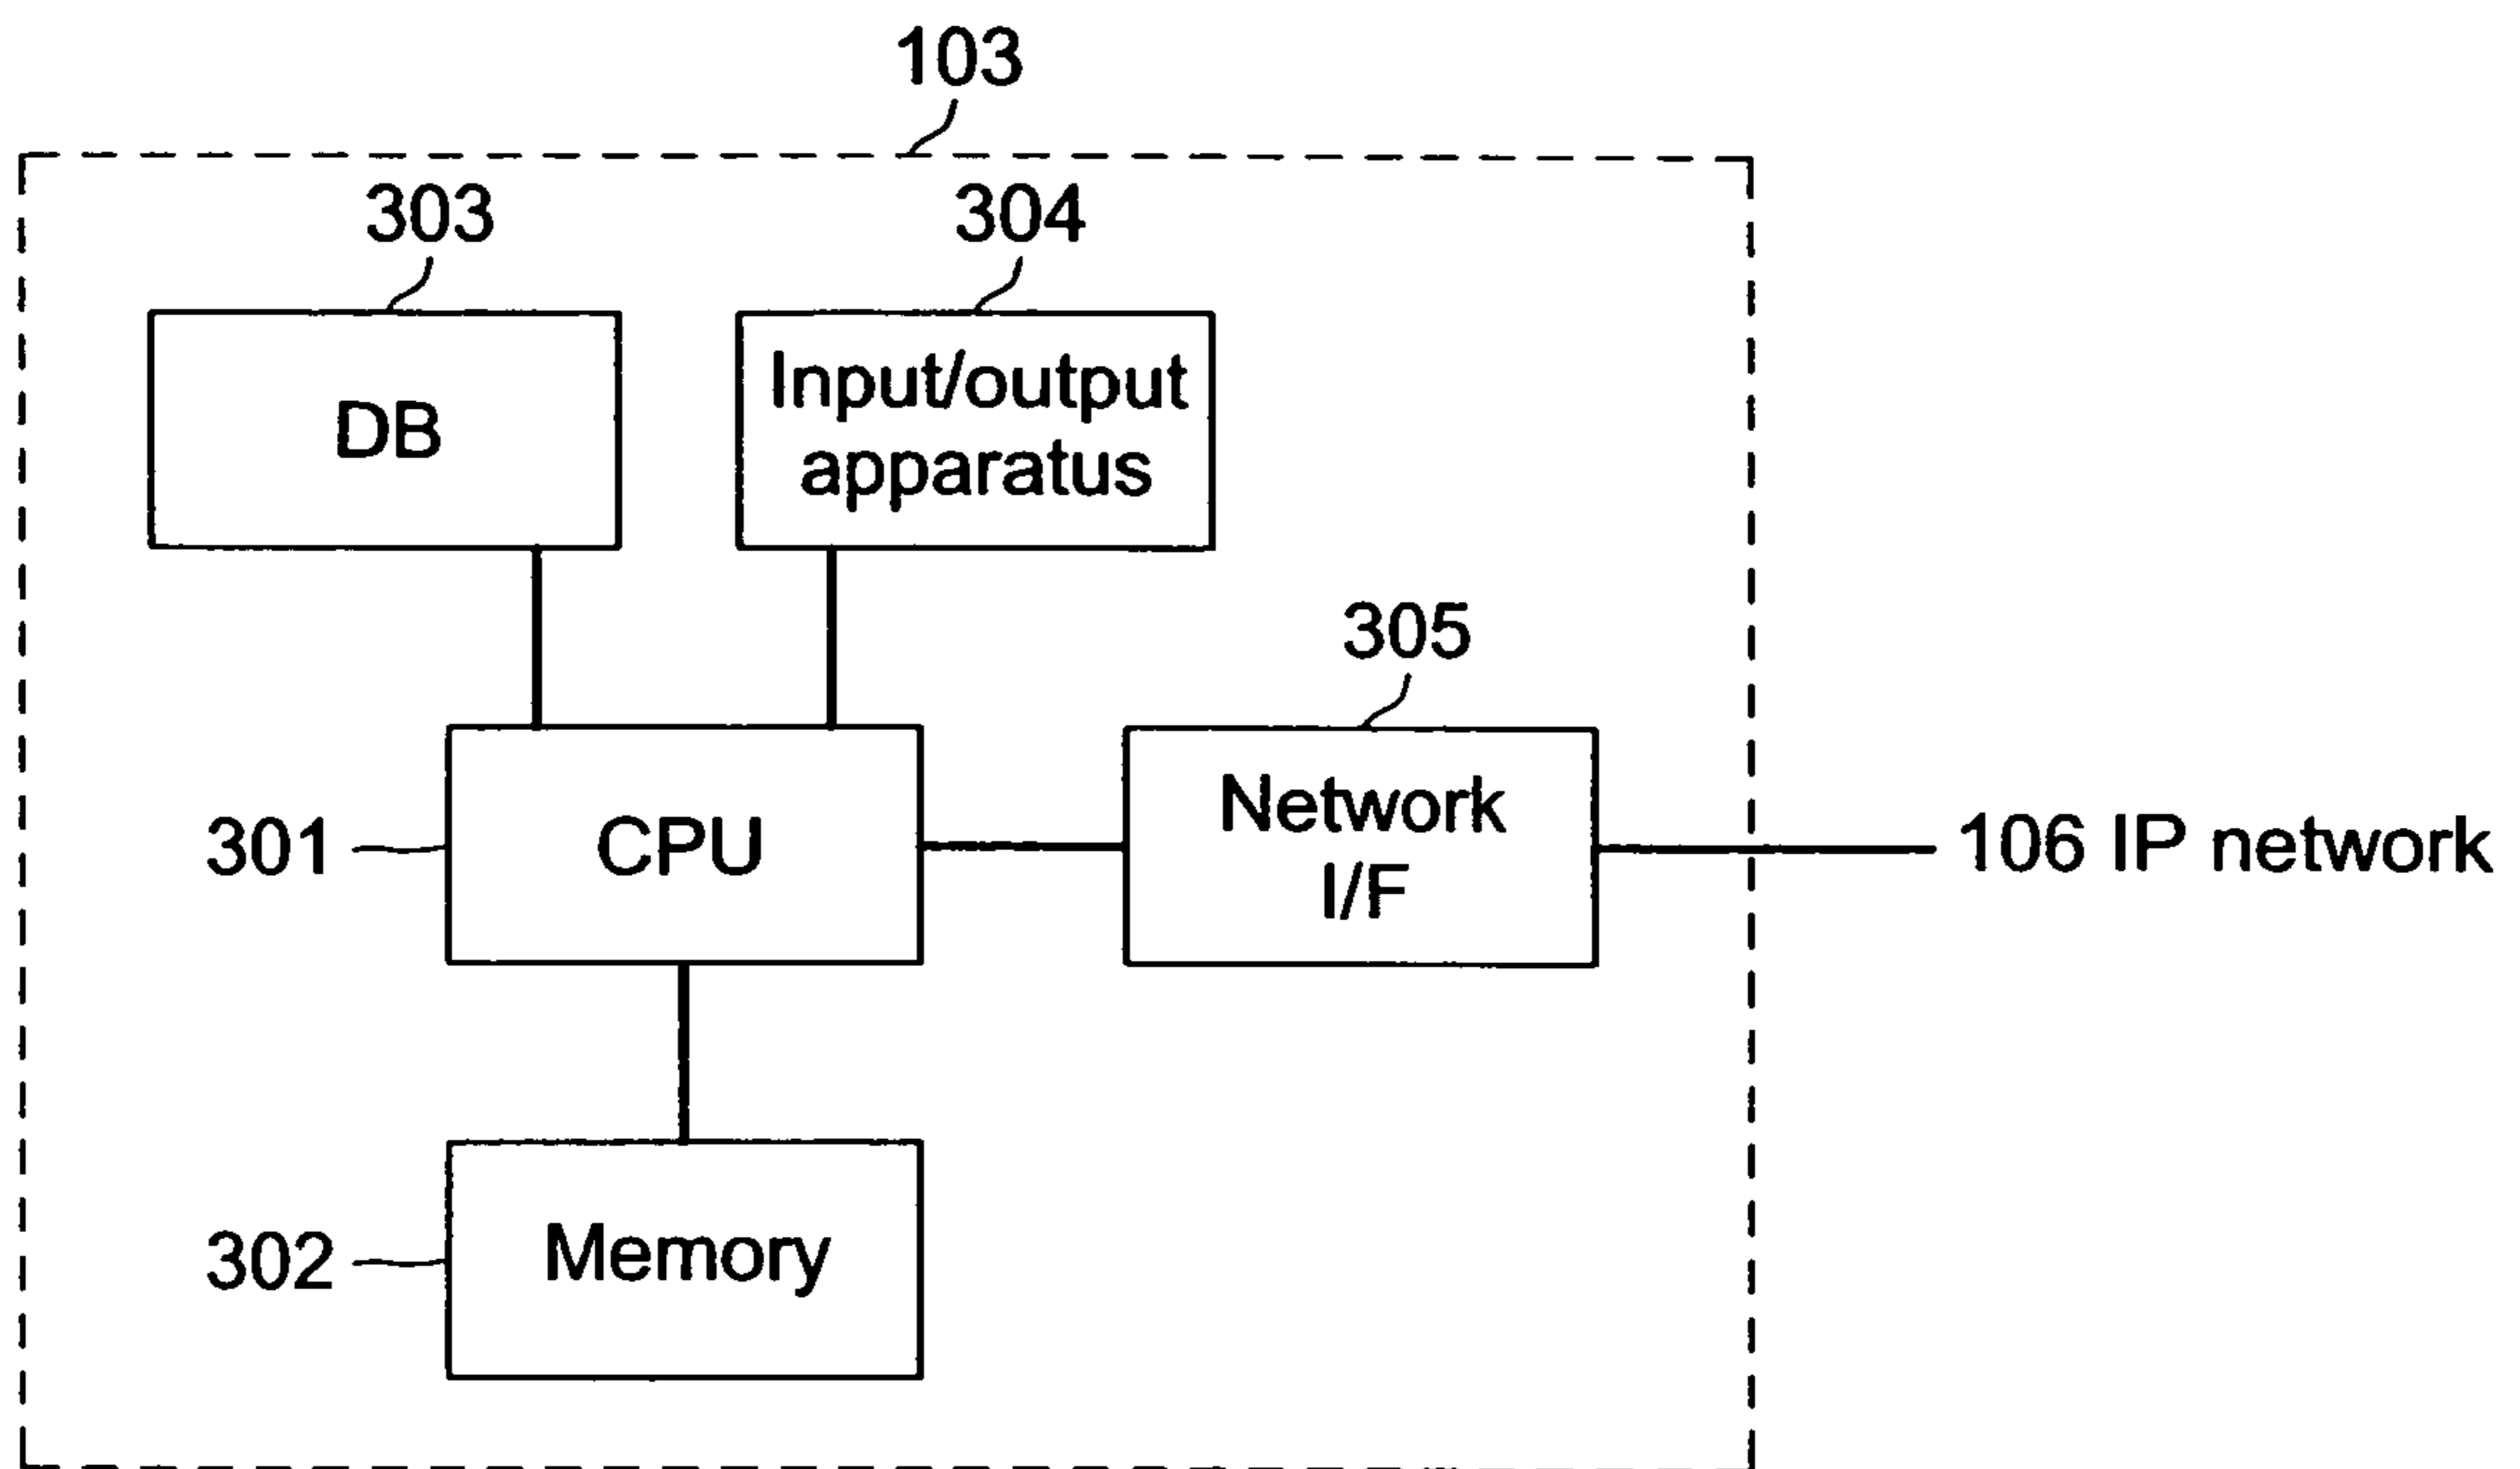 103
303
304
DB
Input/output
apparatus
305
301
CPU
Network
I/F
106 IP network
302
Memory